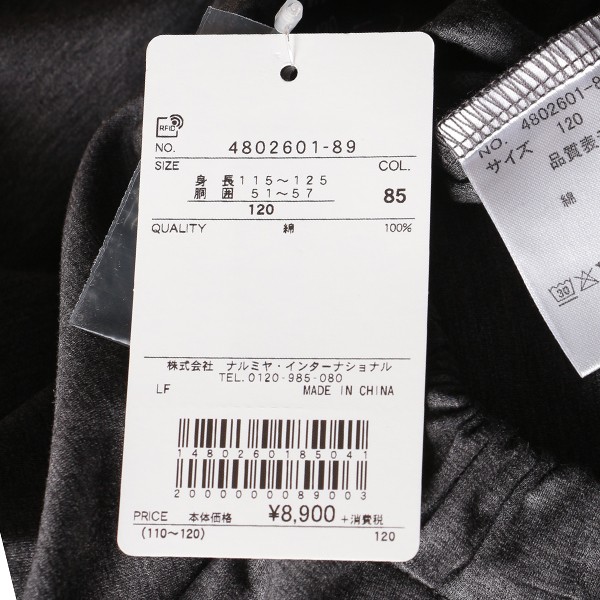 RFID
NO. 4802601-89
SIZE COL.
身 長 115～125
胴 囲 51～57 85
120
QUALITY 綿 100%
株式会社 ナルミヤ・インターナショナル
TEL. 0120-985-080
LF MADE IN CHINA
1480260185041
2000000089003
PRICE 本体価格 ¥8,900 +消費税
(110～120) 120
NO. 4802601-8
サイズ 120
品質表
綿
30